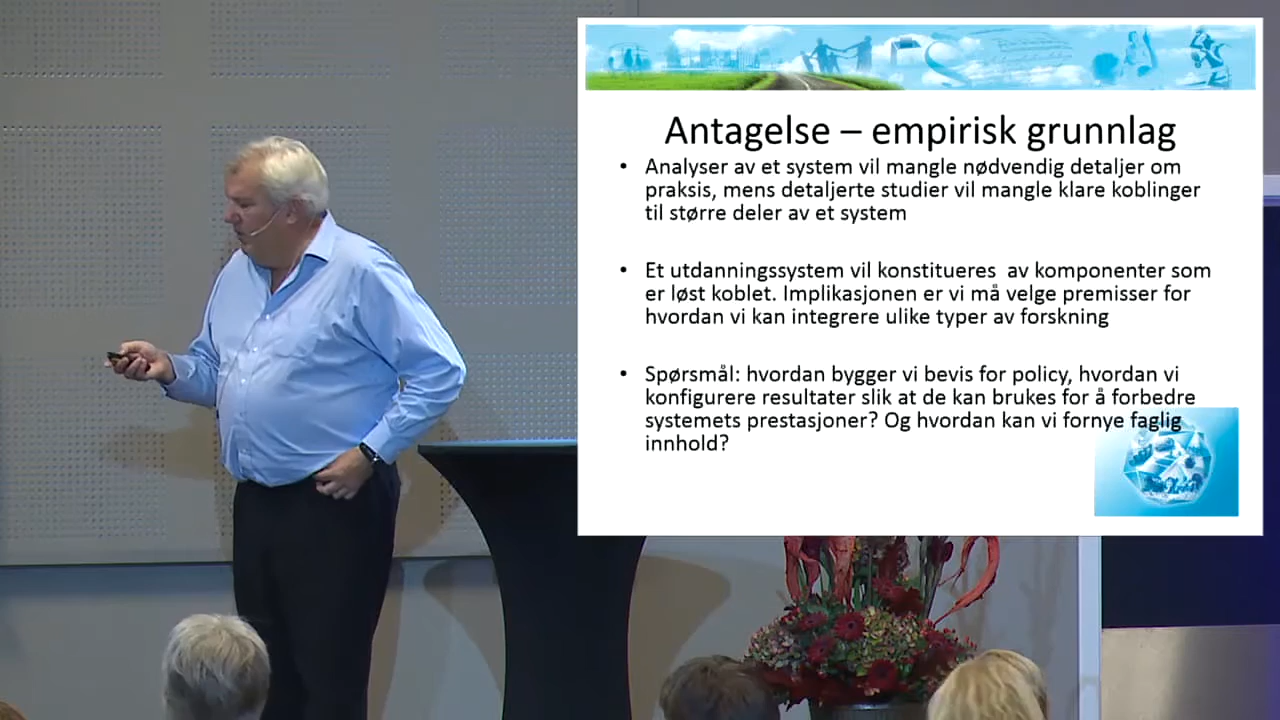 Antagelse – empirisk grunnlag
• Analyser av et system vil mangle nødvendig detaljer om
praksis, mens detaljerte studier vil mangle klare koblinger
til større deler av et system
• Et utdanningssystem vil konstitueres av komponenter som
er løst koblet. Implikasjonen er vi må velge premisser for
hvordan vi kan integrere ulike typer av forskning
• Spørsmål: hvordan bygger vi bevis for policy, hvordan vi
konfigurere resultater slik at de kan brukes for å forbedre
systemets prestasjoner? Og hvordan kan vi fornye faglig
innhold?